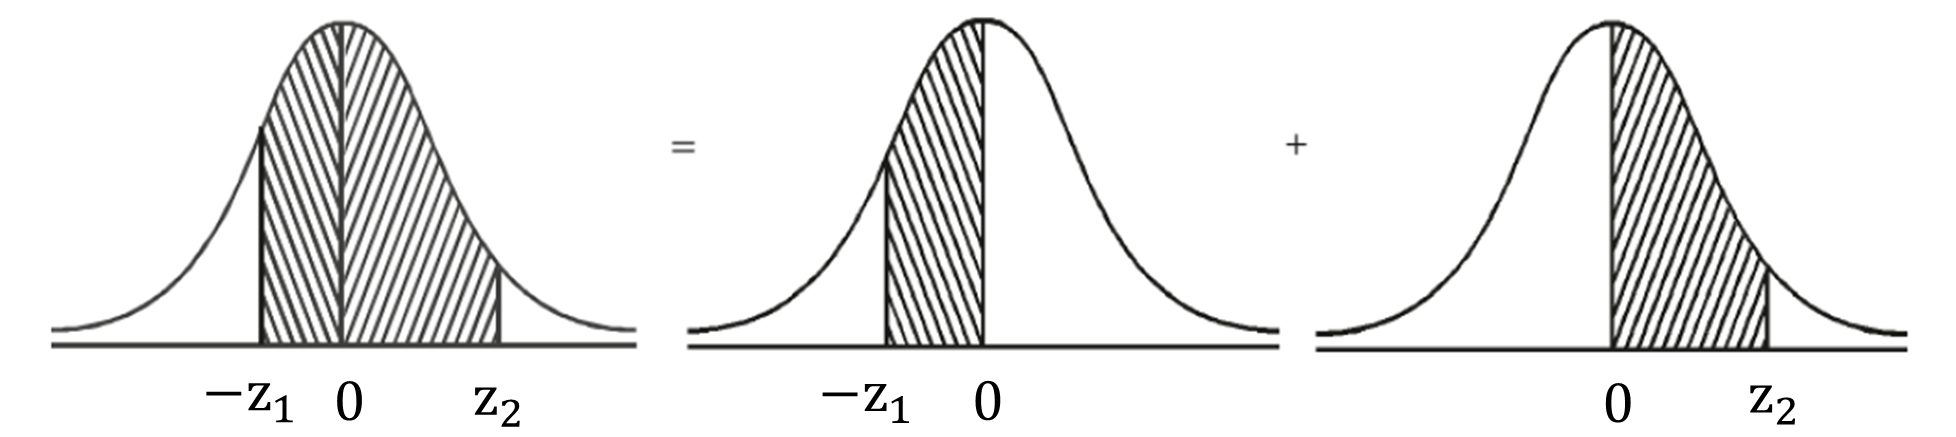 = +
−z₁ 0 z₂ −z₁ 0 0 z₂